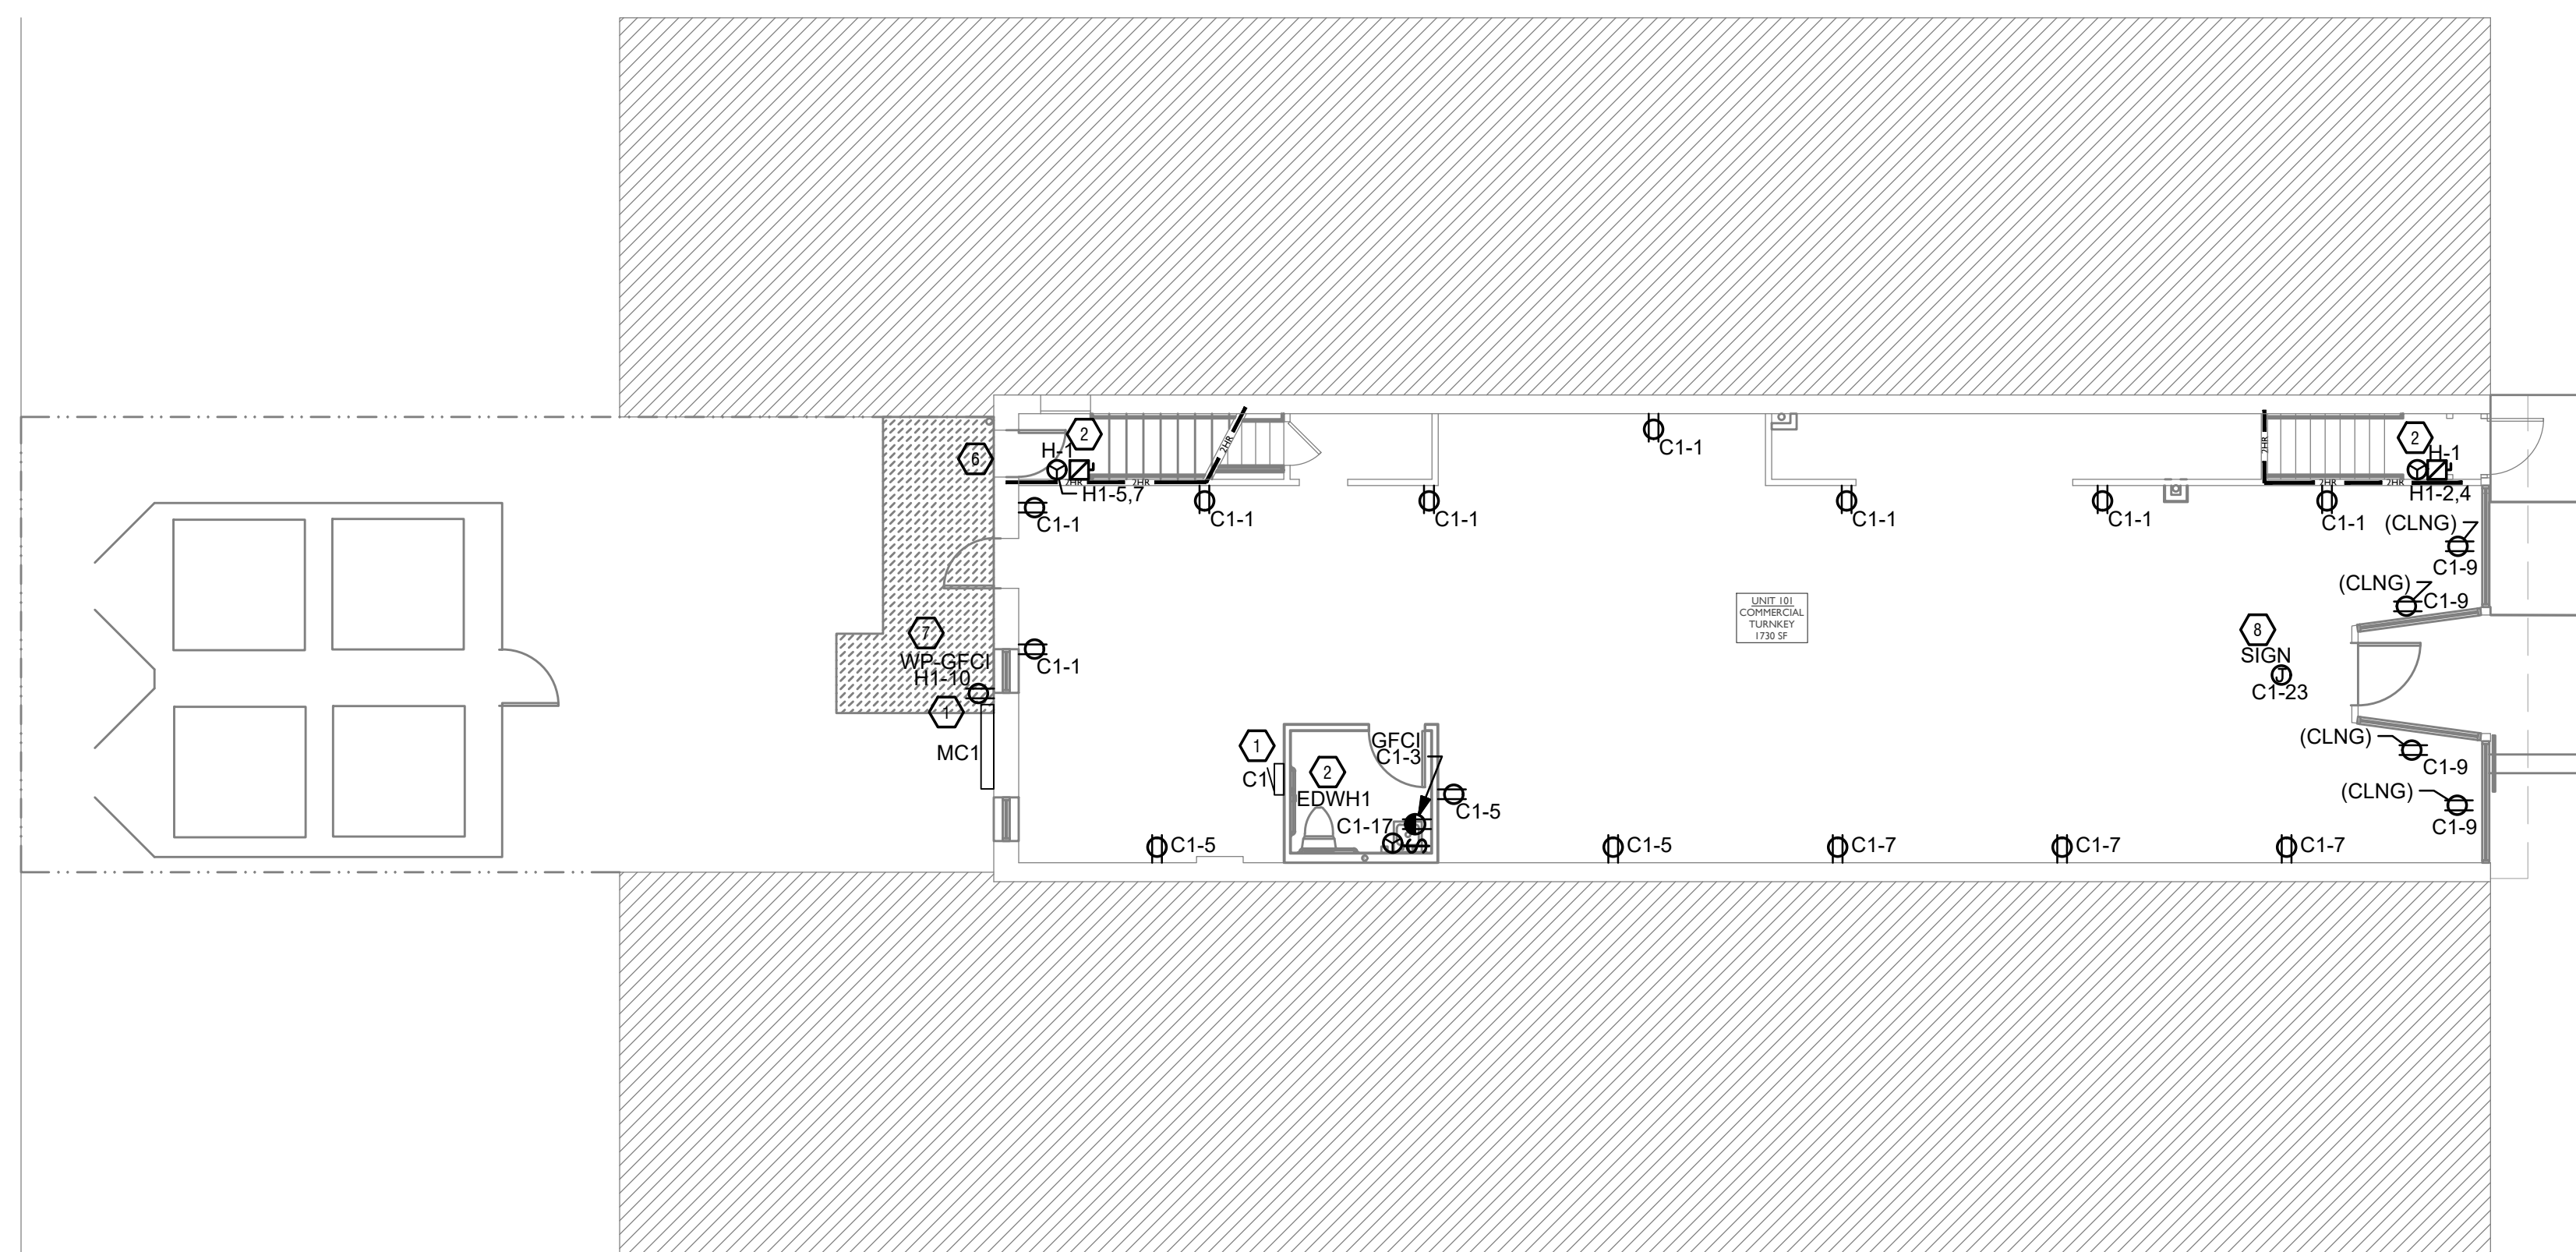 C1-1
2
H-1
2HR
2HR
2HR
H1-5,7
6
2
H-1
2HR
2HR
2HR
H1-2,4
C1-1
C1-1
C1-1
C1-1
C1-1
C1-1
(CLNG)
C1-9
(CLNG)
C1-9
UNIT 101
COMMERCIAL
TURNKEY
1730 SF
7
WP-GFCI
H1-10
C1-1
8
SIGN
J
C1-23
1
MC1
1
C1
2
EDWH1
GFCI
C1-3
C1-17
S
C1-5
(CLNG)
C1-9
(CLNG)
C1-9
C1-5
C1-5
C1-7
C1-7
C1-7